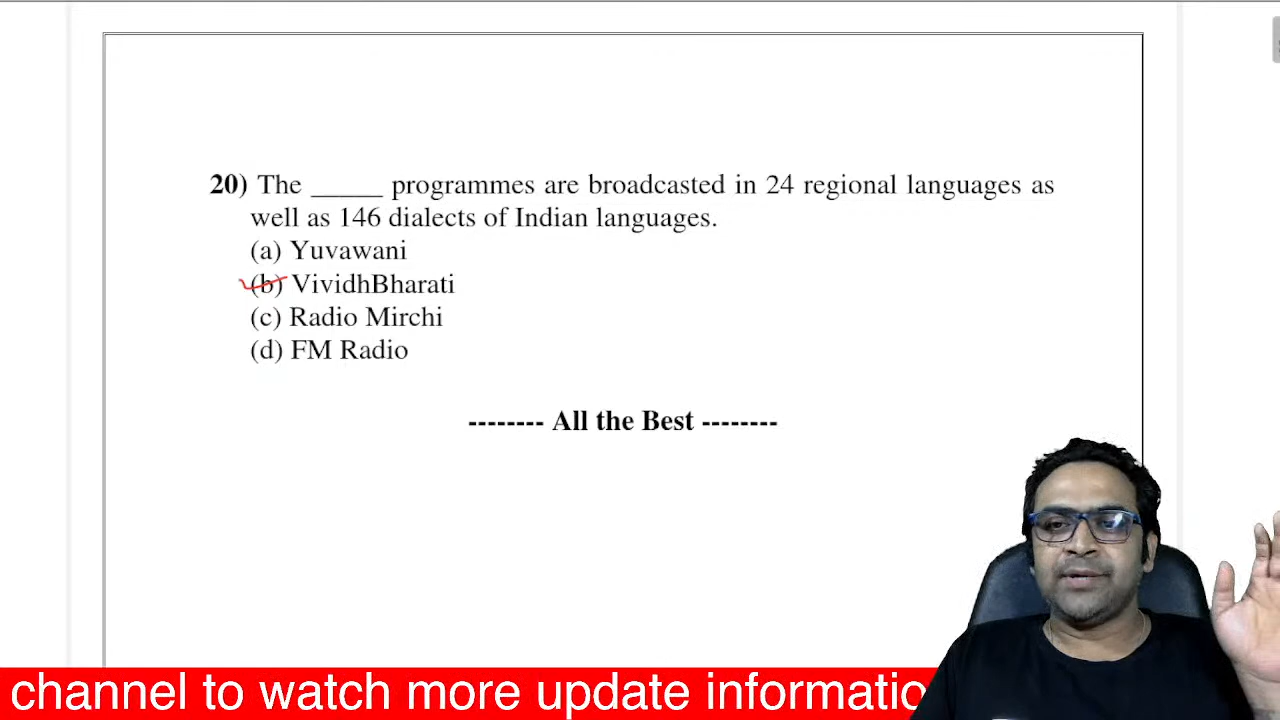 20) The _____ programmes are broadcasted in 24 regional languages as
well as 146 dialects of Indian languages.
(a) Yuvawani
(b) VividhBharati
(c) Radio Mirchi
(d) FM Radio
-------- All the Best --------
channel to watch more update informatio